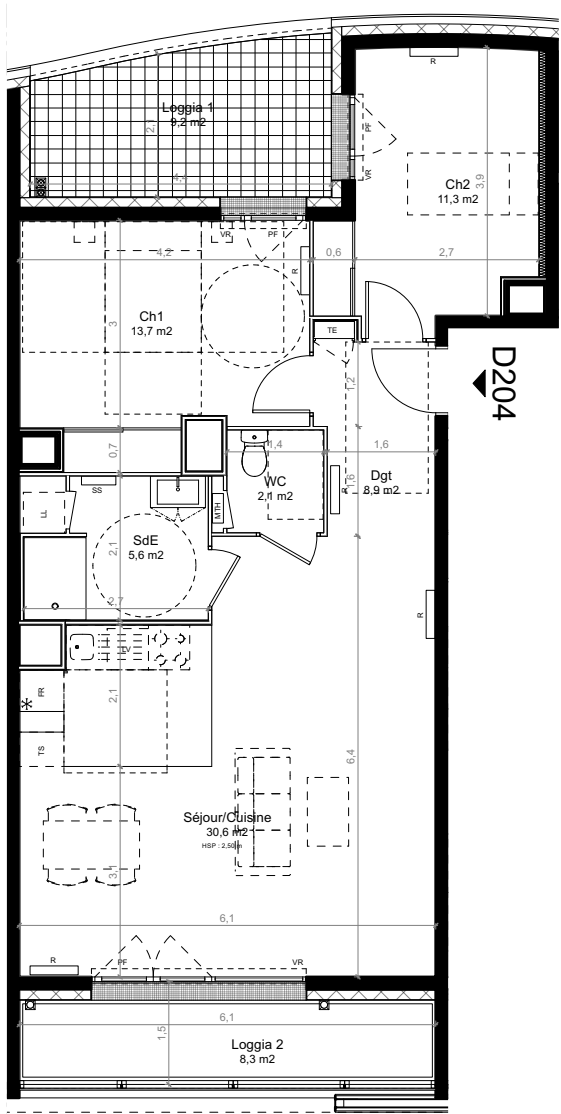 R
Loggia 1
9,2 m2
2,1
4,4
PF
VR
Ch2
11,3 m2
3,9
VR
PF
4,2
R
0,6
2,7
Ch1
13,7 m2
3
TE
D204
1,2
0,7
1,4
1,6
WC
2,1 m2
Dgt
8,9 m2
1,6
R
SS
LL
MTH
SdE
5,6 m2
2,1
2,7
R
LV
FR
TS
2,1
6,4
Séjour/Cuisine
30,6 m2
HSP : 2,50m
3,1
6,1
R
PF
VR
6,1
1,5
Loggia 2
8,3 m2